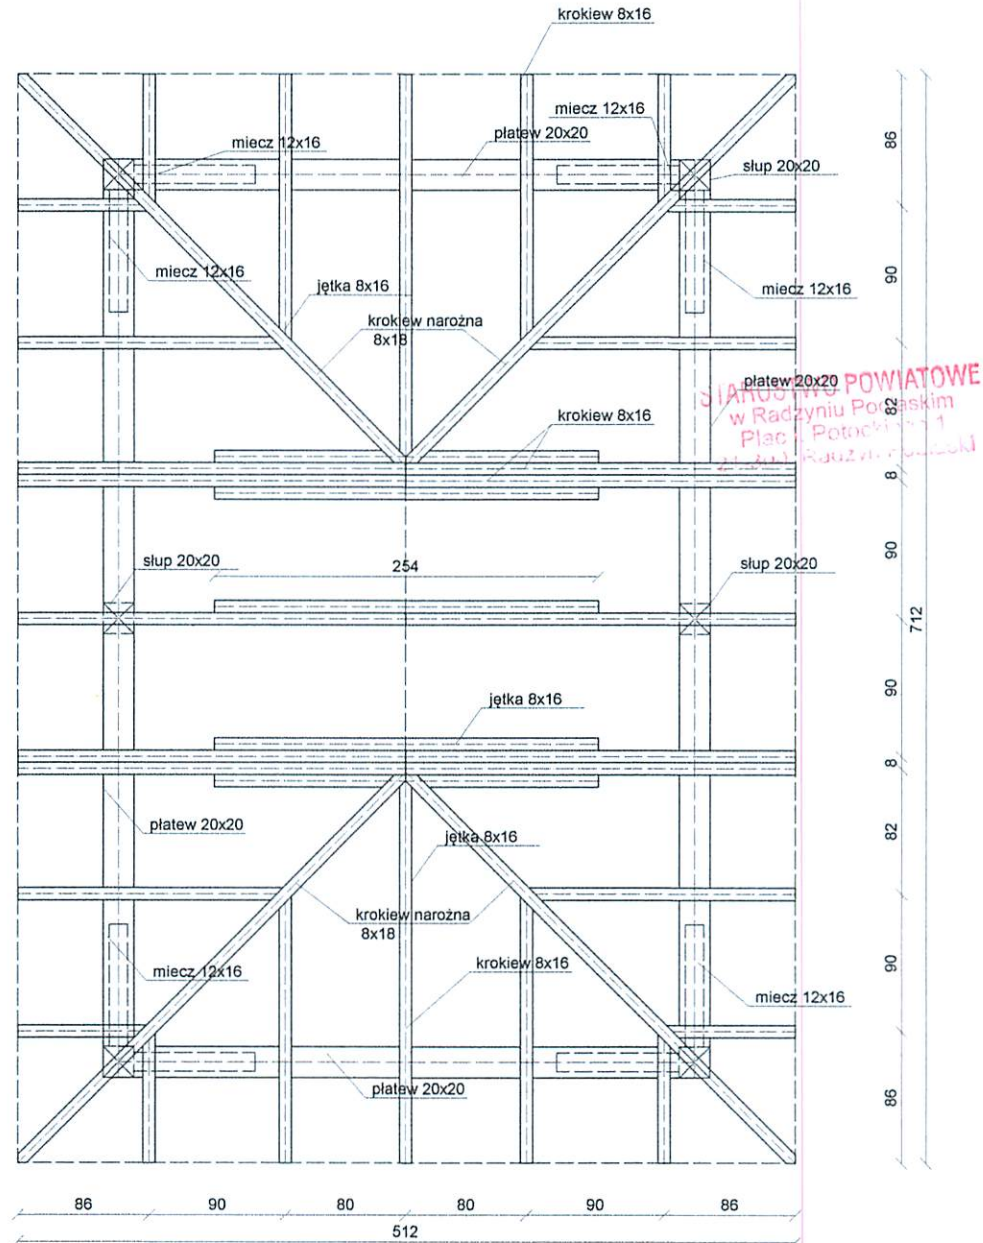 krokiew 8x16
miecz 12x16
płatew 20x20
miecz 12x16
słup 20x20
86
miecz 12x16
jętka 8x16
krokiew narożna
8x18
miecz 12x16
90
płatew 20x20
STAROSTWO POWIATOWE
w Radzyniu Podlaskim
Plac
Potockich 1
82
krokiew 8x16
8
słup 20x20
254
słup 20x20
90
712
90
jętka 8x16
8
płatew 20x20
jętka 8x16
82
krokiew narożna
8x18
krokiew 8x16
miecz 12x16
miecz 12x16
90
płatew 20x20
86
86
90
80
80
90
86
512